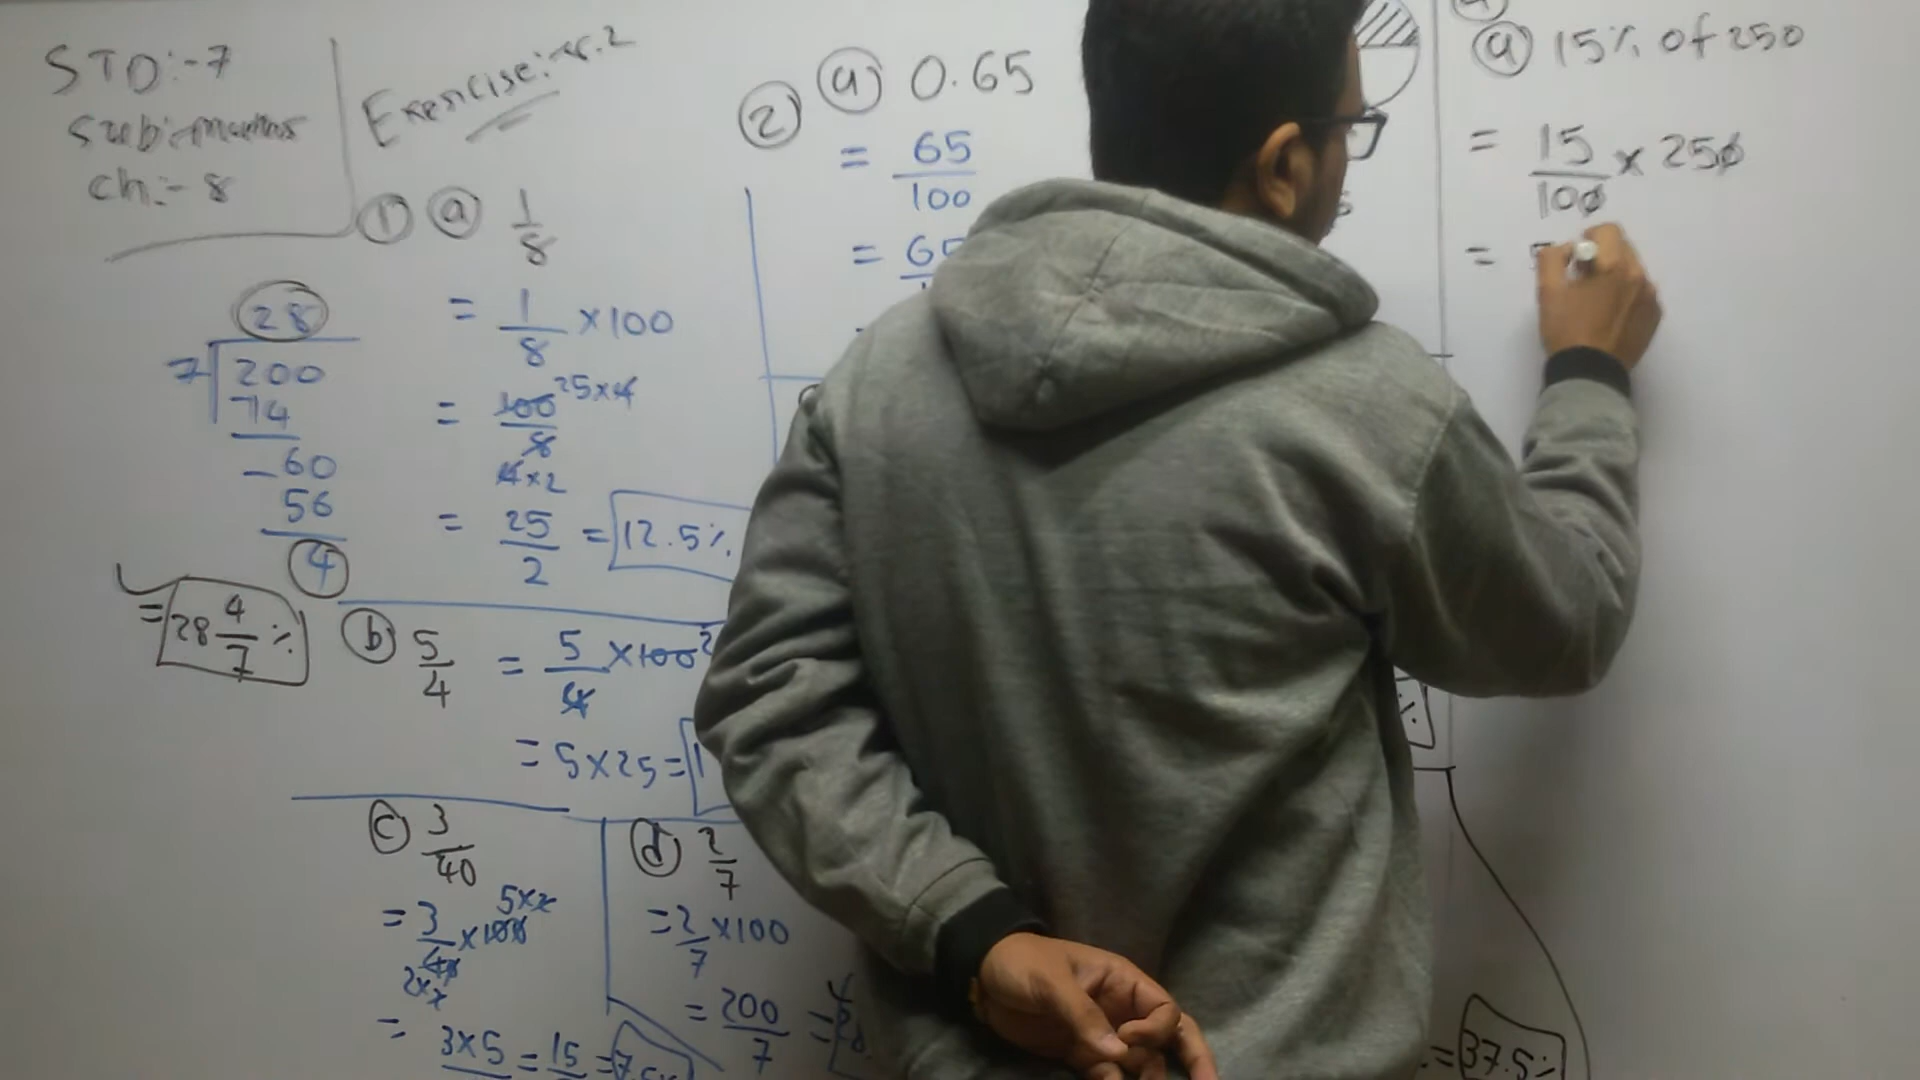 STD:-7
Sub:-maths
Ch:- 8
Exercise:-8.2
① ⓐ 1/8
= 1/8 ×100
= 100/8 25×4
4×2
= 25/2 = 12.5%
28
7 200
14
-60
56
4
= 28 4/7 %
ⓑ 5/4 = 5/4 ×100
= 5×25=
ⓒ 3/40
= 3/40 ×100 5×2
2×2
= 3×5 = 15
ⓓ 2/7
= 2/7 ×100
= 200/7 =
② ⓐ 0.65
= 65/100
= 65
ⓐ 15% of 250
= 15/100 × 250
=
= 37.5%